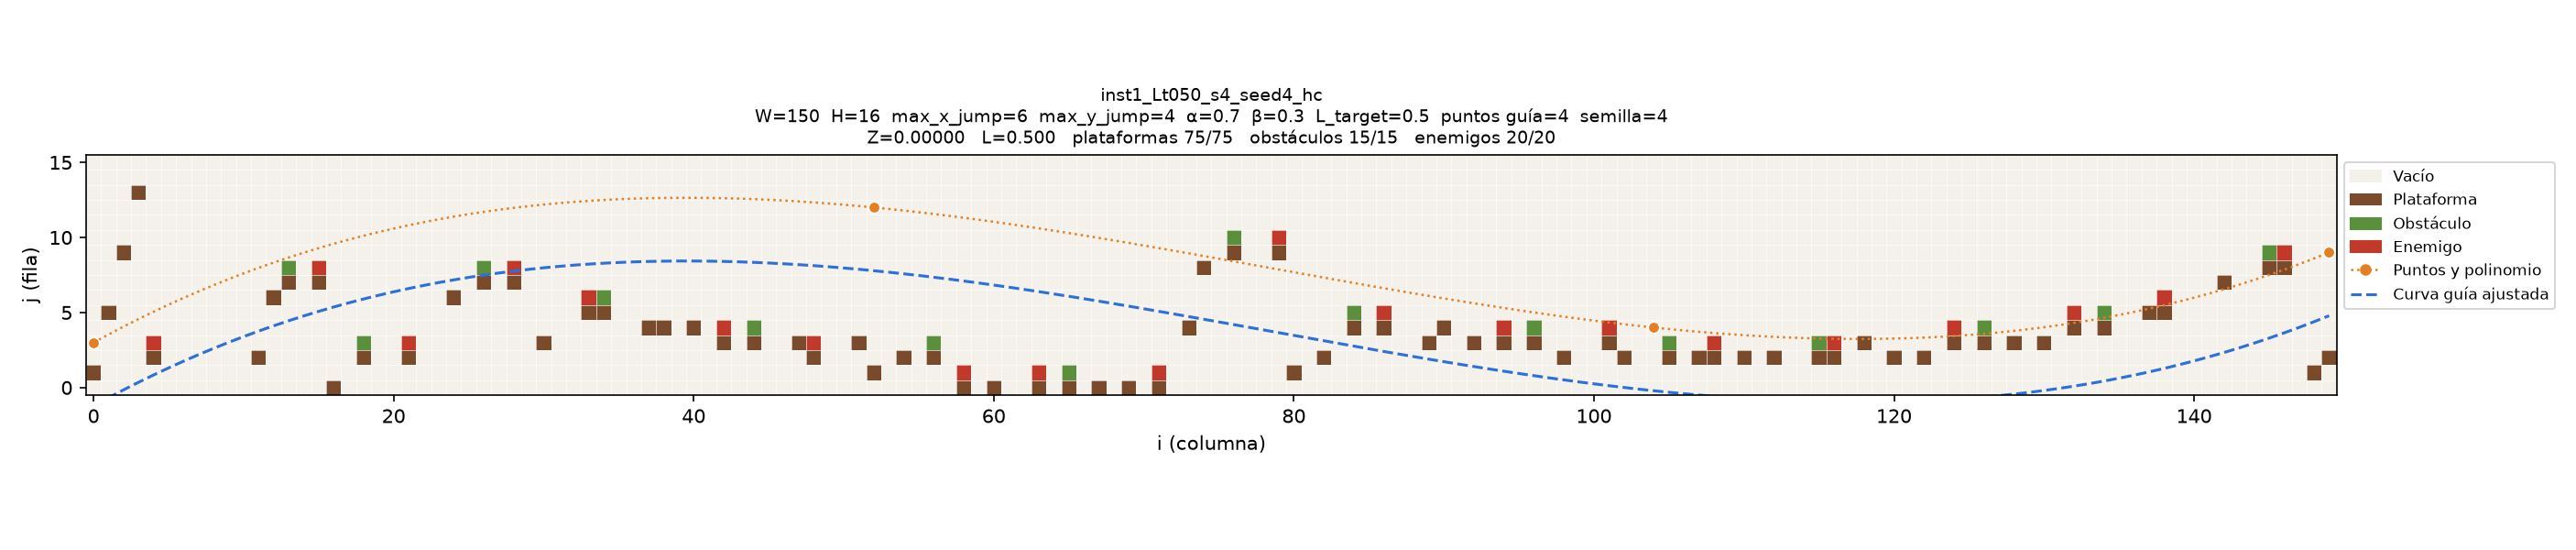 inst1_Lt050_s4_seed4_hc
W=150 H=16 max_x_jump=6 max_y_jump=4 α=0.7 β=0.3 L_target=0.5 puntos guía=4 semilla=4
Z=0.00000 L=0.500 plataformas 75/75 obstáculos 15/15 enemigos 20/20
15
10
5
0
j (fila)
0 20 40 60 80 100 120 140
i (columna)
Vacío
Plataforma
Obstáculo
Enemigo
Puntos y polinomio
Curva guía ajustada